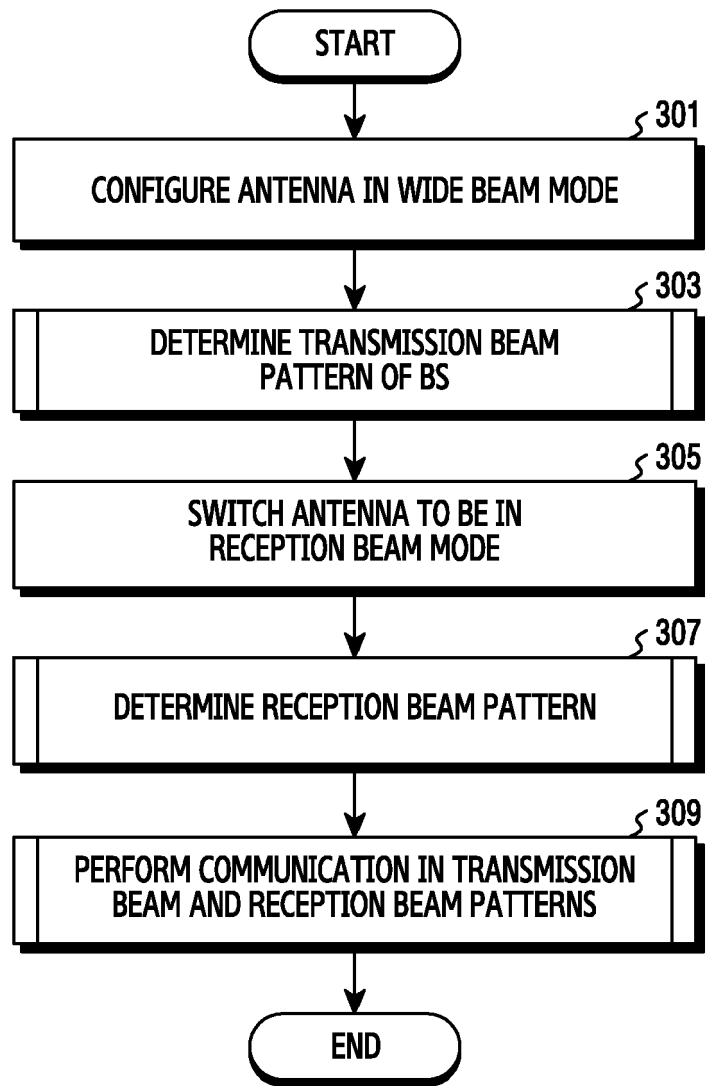 START
301
CONFIGURE ANTENNA IN WIDE BEAM MODE
303
DETERMINE TRANSMISSION BEAM
PATTERN OF BS
305
SWITCH ANTENNA TO BE IN
RECEPTION BEAM MODE
307
DETERMINE RECEPTION BEAM PATTERN
309
PERFORM COMMUNICATION IN TRANSMISSION
BEAM AND RECEPTION BEAM PATTERNS
END